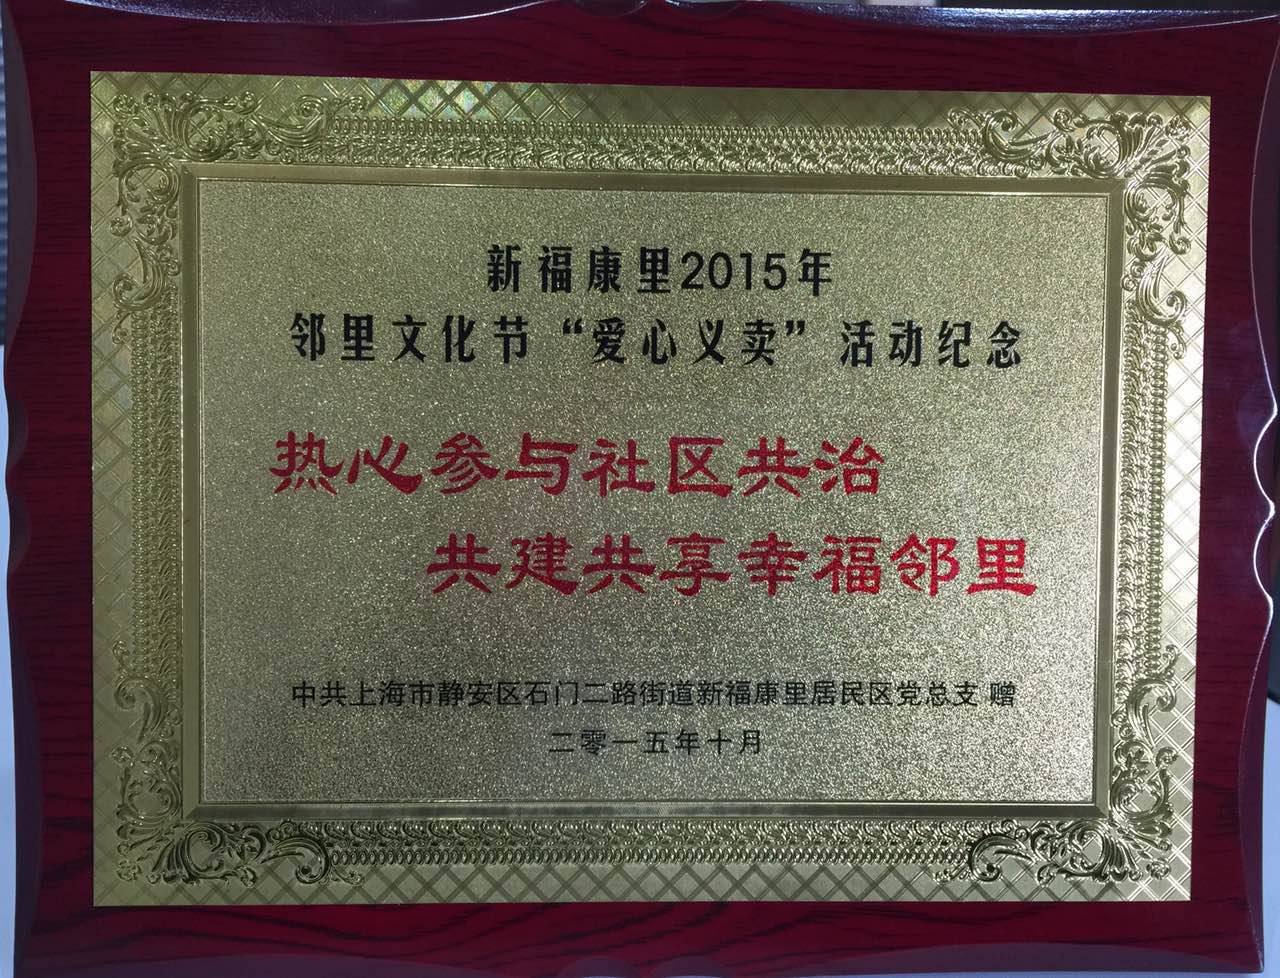 新福康里2015年
邻里文化节“爱心义卖”活动纪念
热心参与社区共治
共建共享幸福邻里
中共上海市静安区石门二路街道新福康里居民区党总支 赠
二零一五年十月